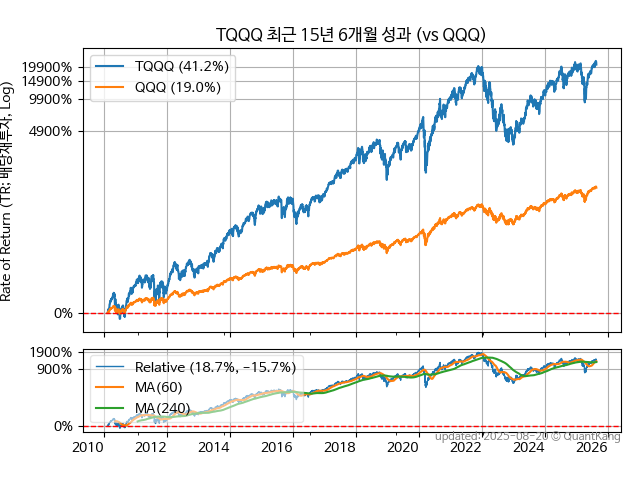 TQQQ 최근 15년 6개월 성과 (vs QQQ)
Rate of Return (TR; 배당재투자, Log)
19900%
14900%
9900%
4900%
0%
TQQQ (41.2%)
QQQ (19.0%)
1900%
900%
0%
Relative (18.7%, −15.7%)
MA(60)
MA(240)
2010 2012 2014 2016 2018 2020 2022 2024 2026
updated: 2025-08-20 © QuantKang